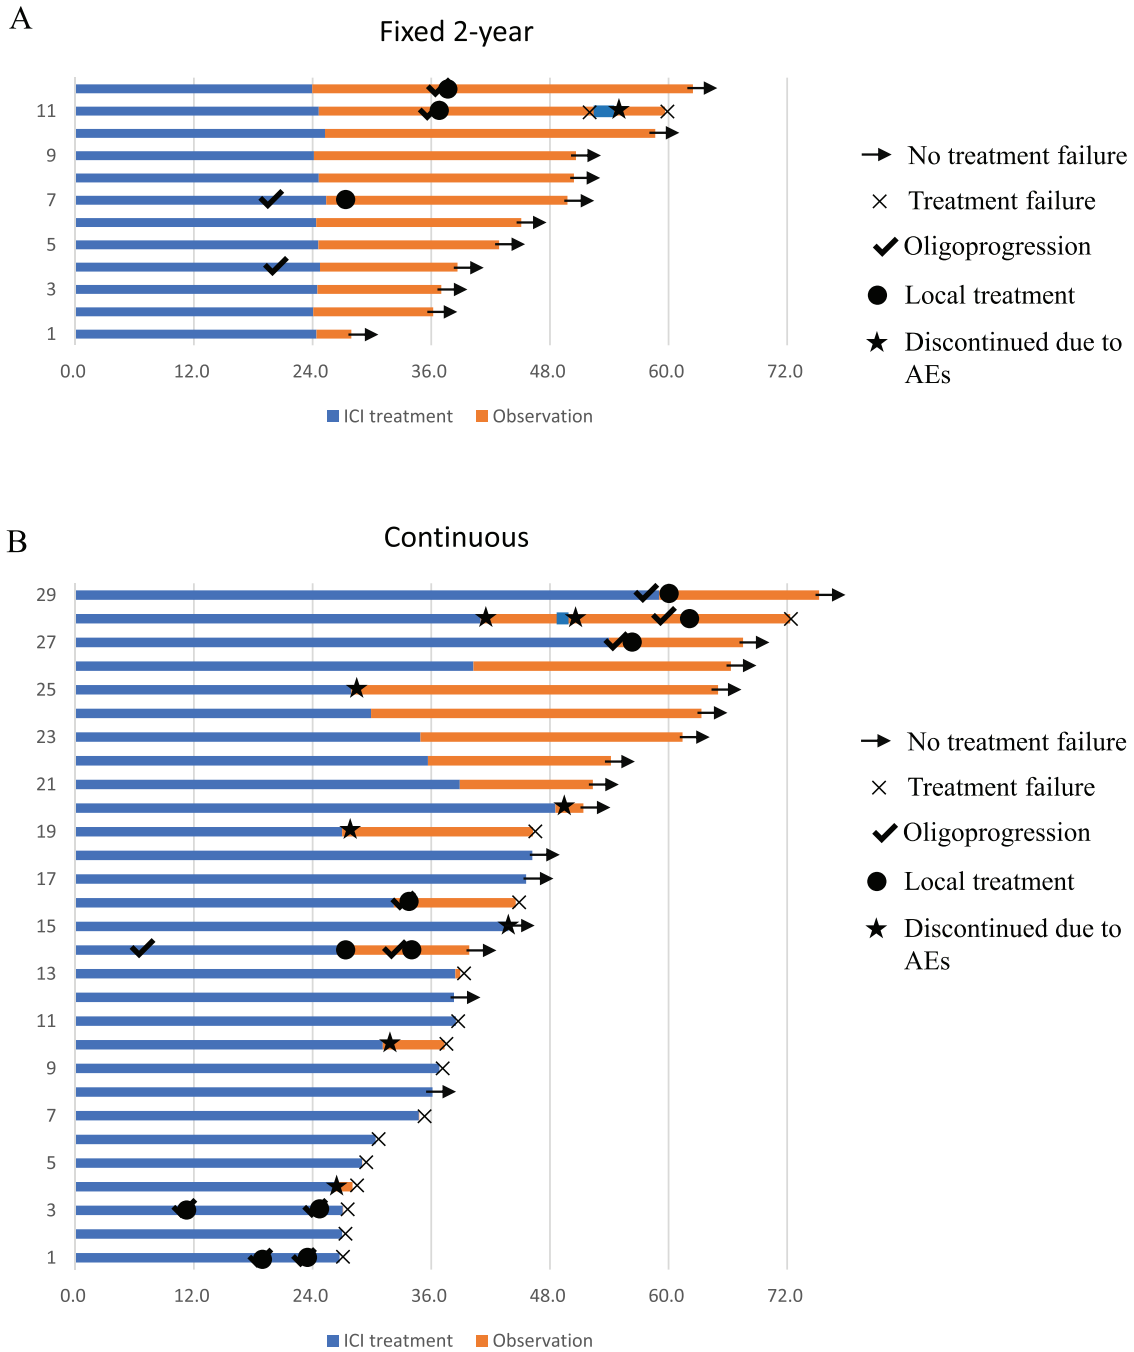 A
Fixed 2-year
11
9
7
5
3
1
0.0 12.0 24.0 36.0 48.0 60.0 72.0
ICI treatment Observation
No treatment failure
Treatment failure
Oligoprogression
Local treatment
Discontinued due to
AEs
B
Continuous
29
27
25
23
21
19
17
15
13
11
9
7
5
3
1
0.0 12.0 24.0 36.0 48.0 60.0 72.0
ICI treatment Observation
No treatment failure
Treatment failure
Oligoprogression
Local treatment
Discontinued due to
AEs